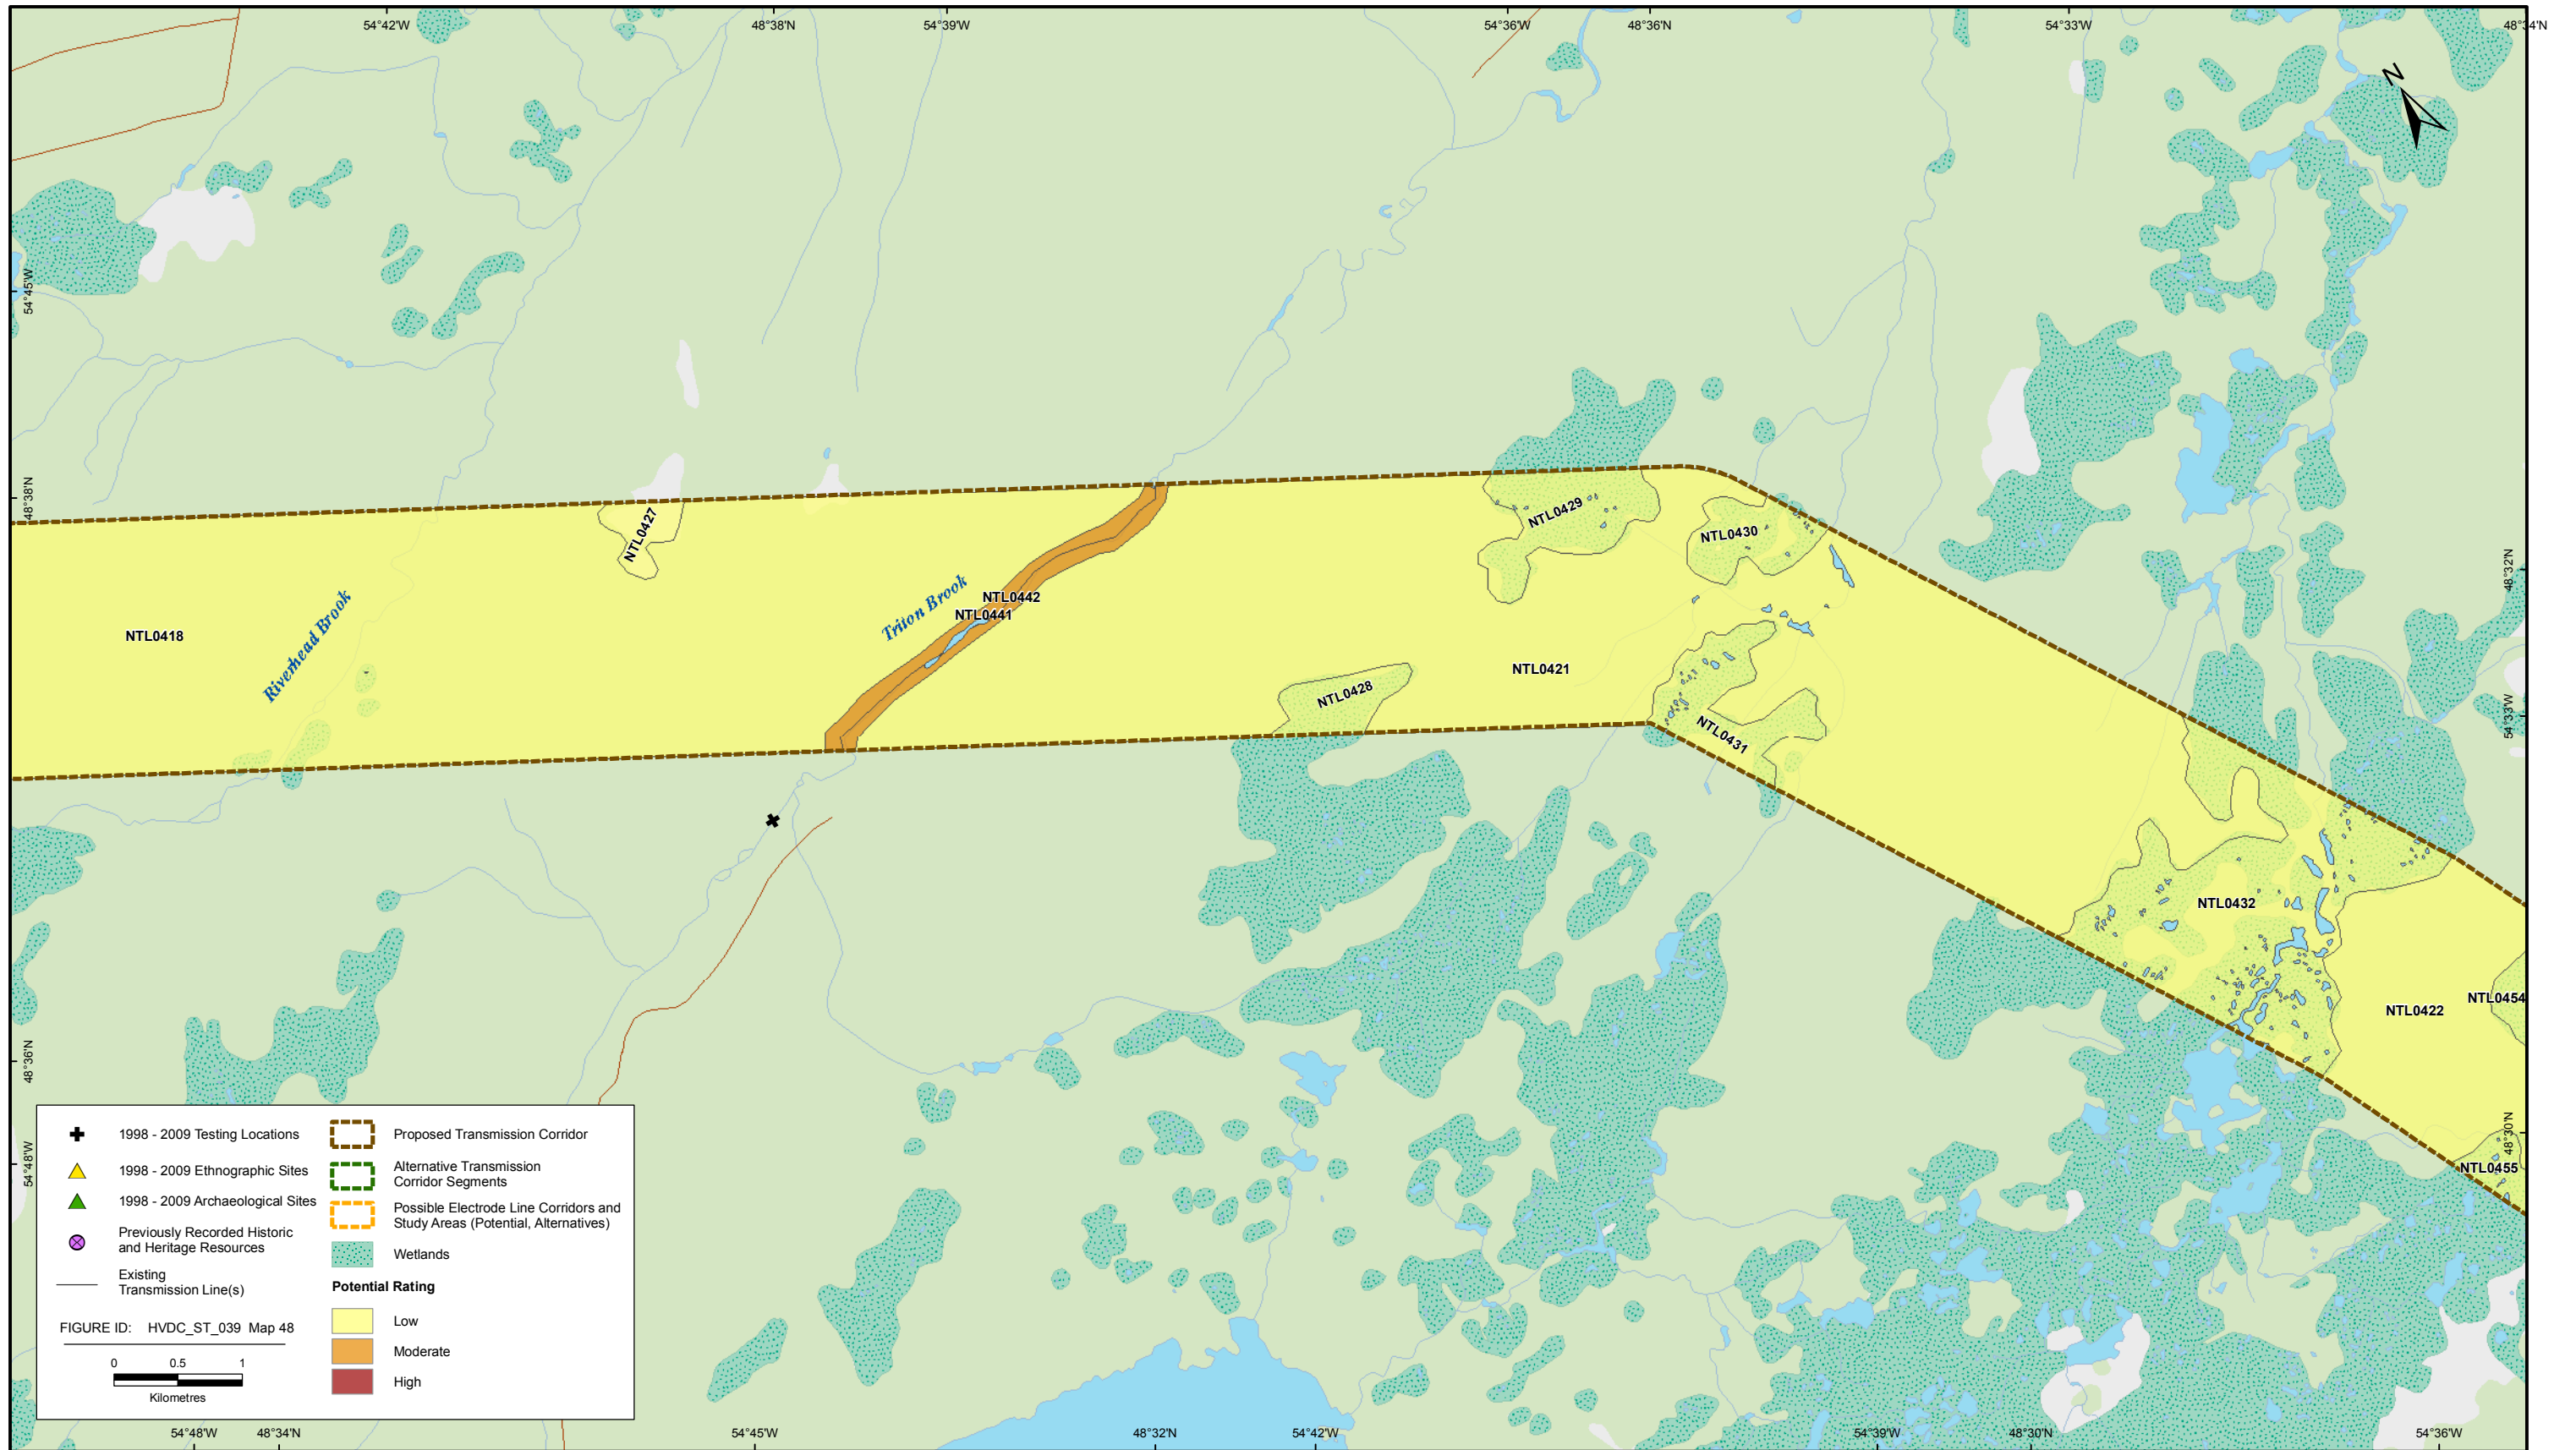 54°42'W
48°38'N
54°39'W
54°36'W
48°36'N
54°33'W
48°34'N
N
54°45'W
48°38'N
54°48'W
48°36'N
48°32'N
54°33'W
48°30'N
NTL0418
Riverhead Brook
NTL0427
Triton Brook
NTL0442
NTL0441
NTL0429
NTL0430
NTL0428
NTL0421
NTL0431
NTL0432
NTL0422
NTL0454
NTL0455
1998 - 2009 Testing Locations
1998 - 2009 Ethnographic Sites
1998 - 2009 Archaeological Sites
Previously Recorded Historic
and Heritage Resources
Existing
Transmission Line(s)
FIGURE ID: HVDC_ST_039 Map 48
0 0.5 1
Kilometres
Proposed Transmission Corridor
Alternative Transmission
Corridor Segments
Possible Electrode Line Corridors and
Study Areas (Potential, Alternatives)
Wetlands
Potential Rating
Low
Moderate
High
54°48'W
48°34'N
54°45'W
48°32'N
54°42'W
54°39'W
48°30'N
54°36'W